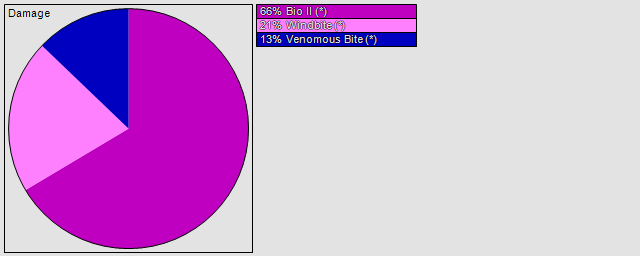 Damage
66% Bio II (*)
21% Windbite (*)
13% Venomous Bite (*)